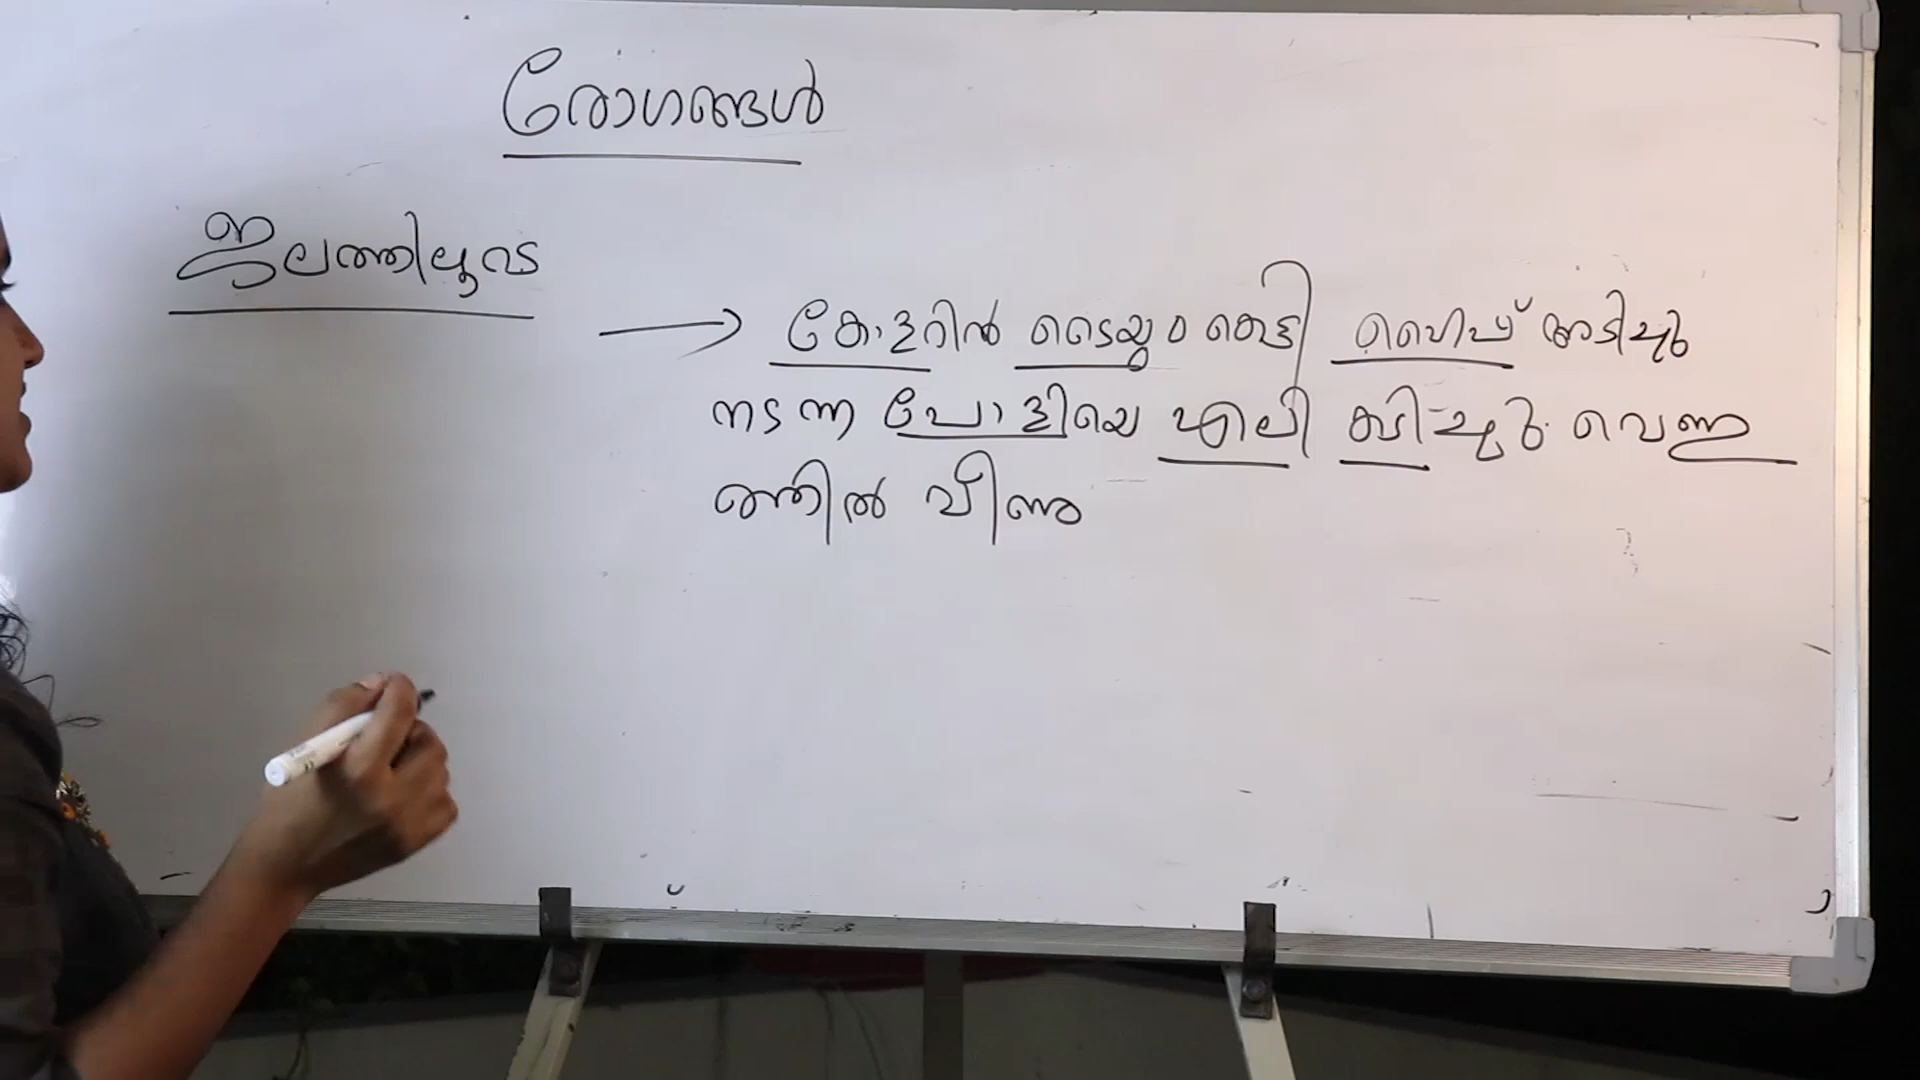 രോഗങ്ങൾ
ജലത്തിലൂടെ
→ കോളറിൽ ടൈയ്യും കെട്ടി പൈപ്പ് അടിച്ചു
നടന്ന പോളിയെ എലി കടിച്ചു വെള്ള
ത്തിൽ വീണു